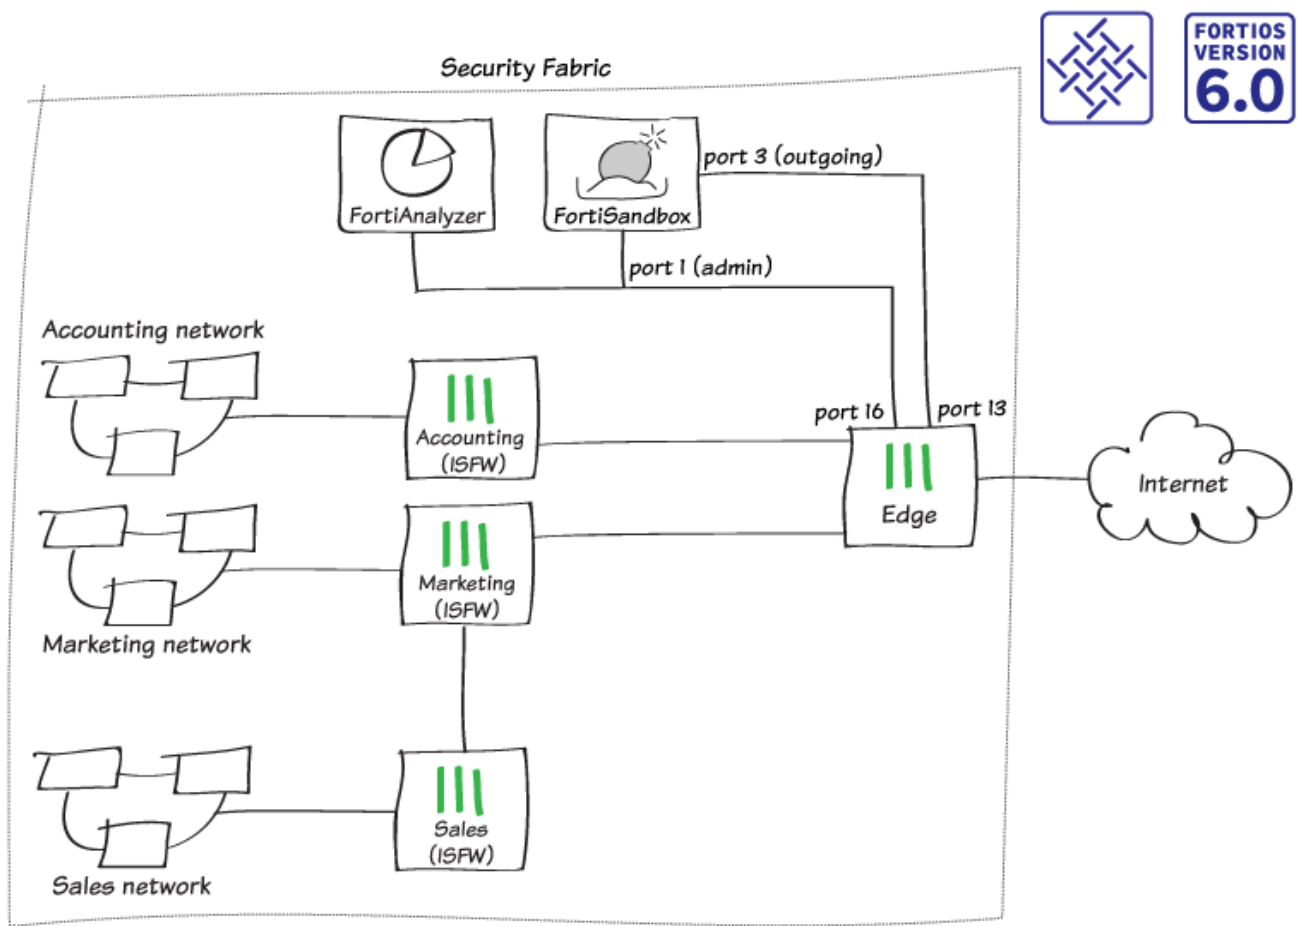 Security Fabric
FORTIOS
VERSION
6.0
FortiAnalyzer
FortiSandbox
port 3 (outgoing)
port 1 (admin)
Accounting network
Accounting
(ISFW)
port 16
port 13
Edge
Internet
Marketing
(ISFW)
Marketing network
Sales
(ISFW)
Sales network